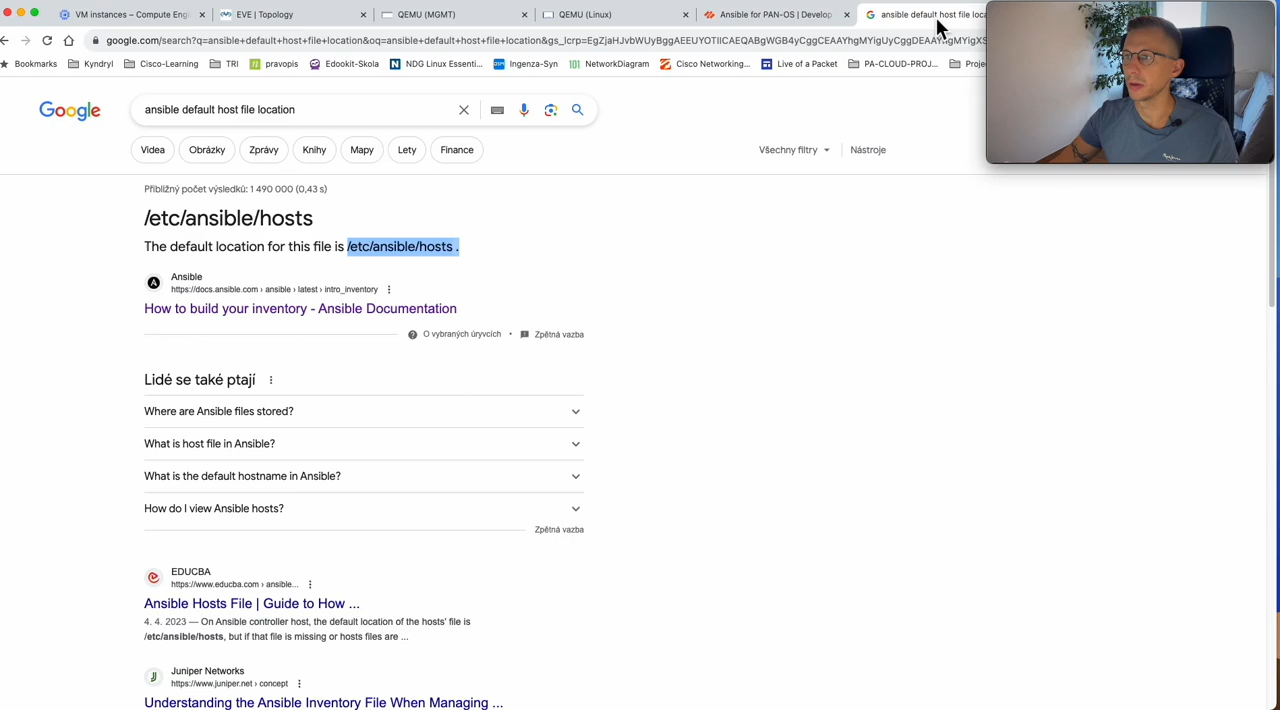 VM instances – Compute Engi
EVE | Topology
QEMU (MGMT)
QEMU (Linux)
Ansible for PAN-OS | Develop
ansible default host file loca
google.com/search?q=ansible+default+host+file+location&oq=ansible+default+host+file+location&gs_lcrp=
Bookmarks
Kyndryl
Cisco-Learning
TRI
pravopis
Edookit-Skola
NDG Linux Essenti...
Ingenza-Syn
NetworkDiagram
Cisco Networking...
Live of a Packet
PA-CLOUD-PROJ...
Projec
Google
ansible default host file location
Videa
Obrázky
Zprávy
Knihy
Mapy
Lety
Finance
Všechny filtry
Nástroje
Přibližný počet výsledků: 1 490 000 (0,43 s)
/etc/ansible/hosts
The default location for this file is /etc/ansible/hosts .
Ansible
https://docs.ansible.com › ansible › latest › intro_inventory
How to build your inventory - Ansible Documentation
O vybraných úryvcích • Zpětná vazba
Lidé se také ptají
Where are Ansible files stored?
What is host file in Ansible?
What is the default hostname in Ansible?
How do I view Ansible hosts?
Zpětná vazba
EDUCBA
https://www.educba.com › ansible...
Ansible Hosts File | Guide to How ...
4. 4. 2023 — On Ansible controller host, the default location of the hosts' file is
/etc/ansible/hosts, but if that file is missing or hosts files are ...
Juniper Networks
https://www.juniper.net › concept
Understanding the Ansible Inventory File When Managing ...